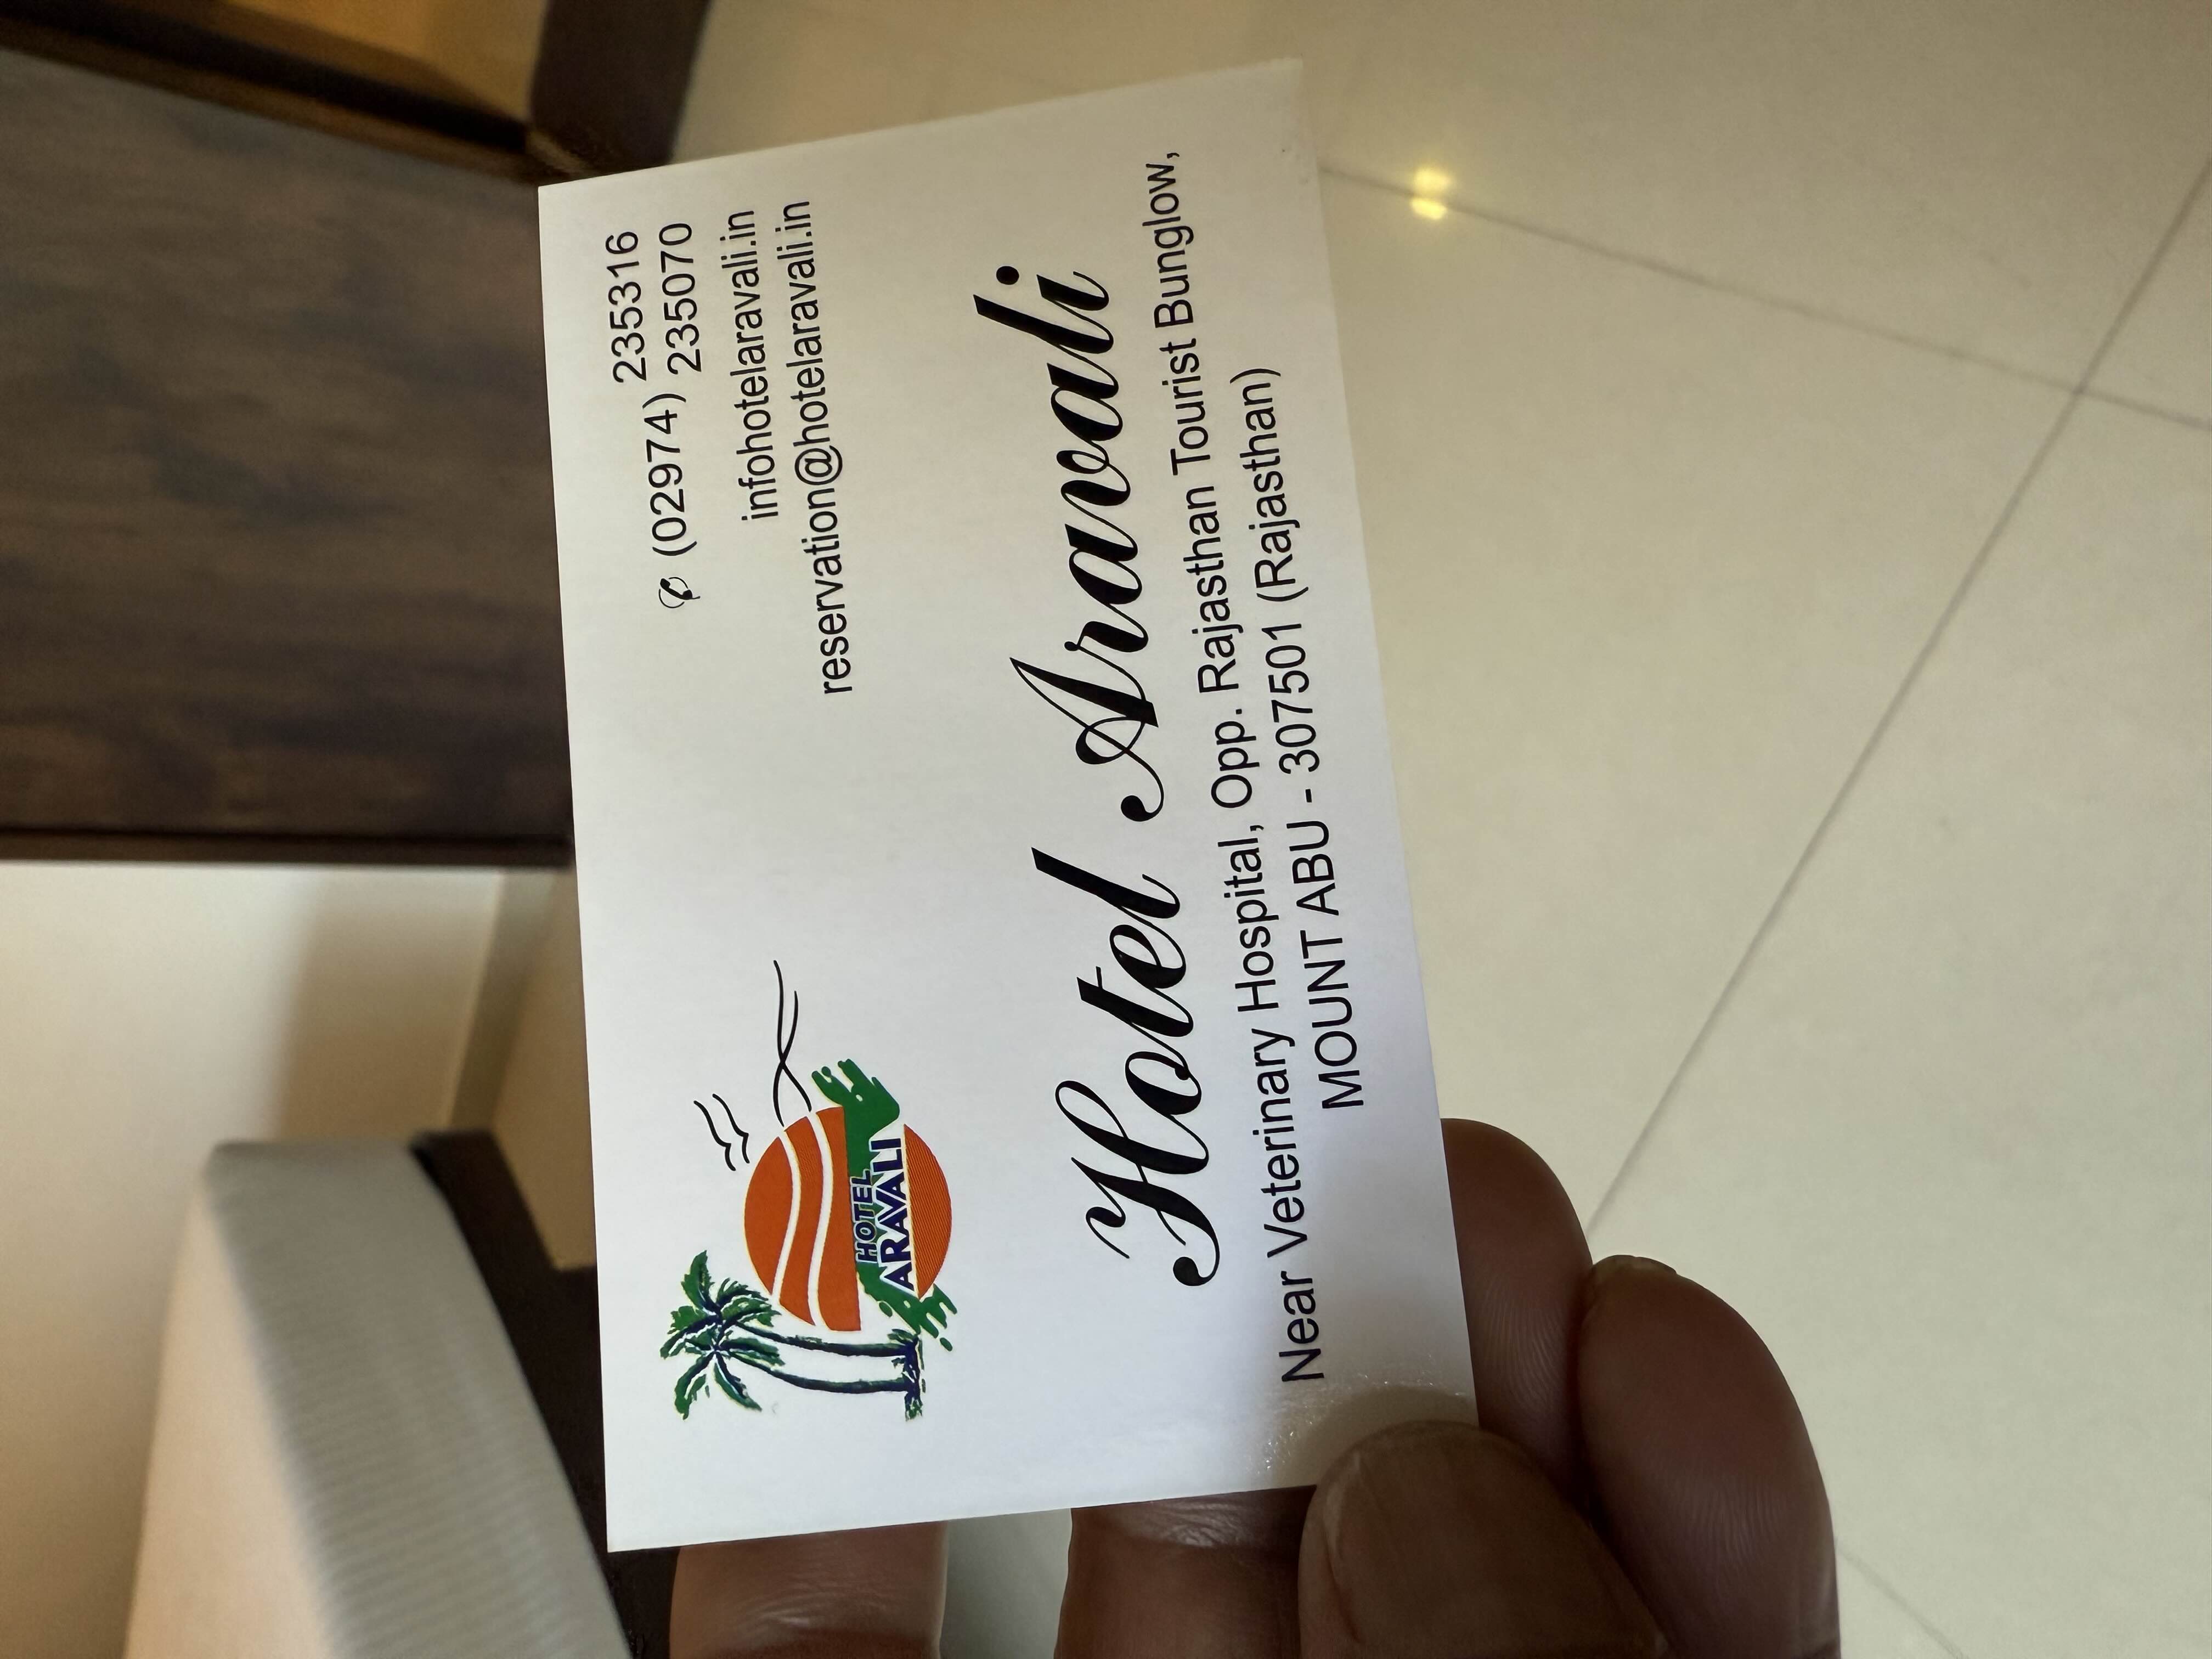 ✆ (02974) 235316
235070
infohotelaravali.in
reservation@hotelaravali.in
HOTEL
ARAVALI
Hotel Aravali
Near Veterinary Hospital, Opp. Rajasthan Tourist Bunglow,
MOUNT ABU - 307501 (Rajasthan)